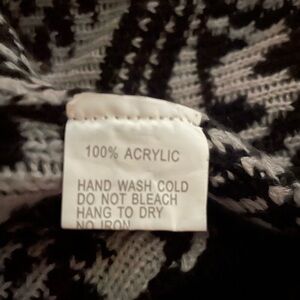 100% ACRYLIC
HAND WASH COLD
DO NOT BLEACH
HANG TO DRY
NO IRON